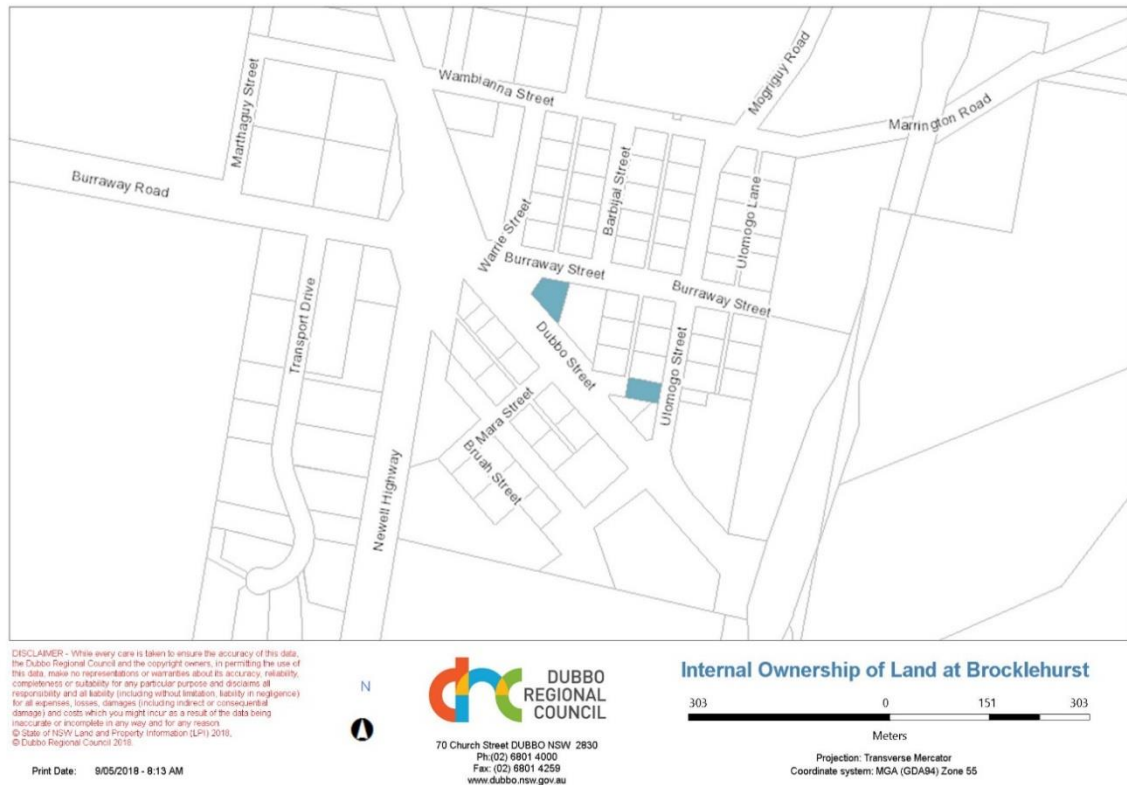 Marthaguy Street
Wambianna Street
Mogriguy Road
Marrington Road
Burraway Road
Barbijal Street
Ulomogo Lane
Warrie Street
Burraway Street
Burraway Street
Transport Drive
Dubbo Street
Ulomogo Street
Mara Street
Bruah Street
Newell Highway
DISCLAIMER - While every care is taken to ensure the accuracy of this data,
the Dubbo Regional Council and the copyright owners, in permitting the use of
this data, make no representations or warranties about its accuracy, reliability,
completeness or suitability for any particular purpose and disclaims all
responsibility and all liability (including without limitation, liability in negligence)
for all expenses, losses, damages (including indirect or consequential
damage) and costs which you might incur as a result of the data being
inaccurate or incomplete in any way and for any reason.
© State of NSW Land and Property Information (LPI) 2018,
© Dubbo Regional Council 2018.
Print Date: 9/05/2018 - 8:13 AM
N
drc
DUBBO
REGIONAL
COUNCIL
70 Church Street DUBBO NSW 2830
Ph:(02) 6801 4000
Fax: (02) 6801 4259
www.dubbo.nsw.gov.au
Internal Ownership of Land at Brocklehurst
303 0 151 303
Meters
Projection: Transverse Mercator
Coordinate system: MGA (GDA94) Zone 55